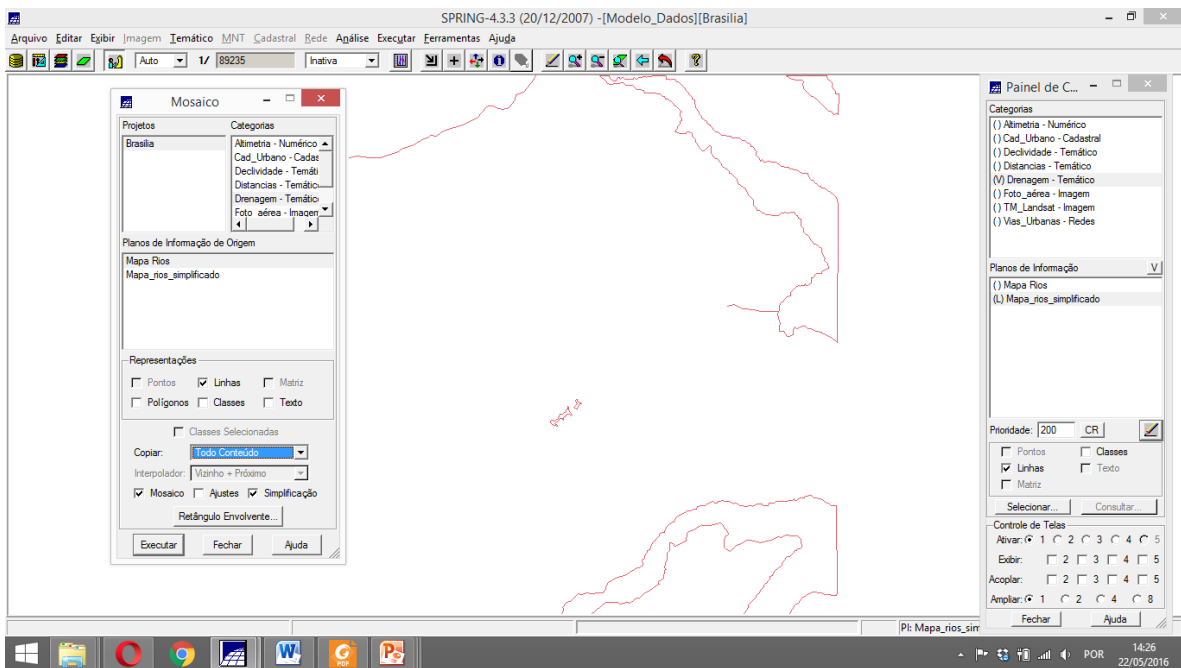 SPRING-4.3.3 (20/12/2007) -[Modelo_Dados][Brasilia]
Arquivo Editar Exibir Imagem Temático MNT Cadastral Rede Análise Executar Ferramentas Ajuda
Auto 1/ 89235 Inativa
Mosaico
Projetos Categorias
Brasilia
Altimetria - Numérico
Cad_Urbano - Cadas
Declividade - Temáti
Distancias - Temátic
Drenagem - Temátic
Foto_aérea - Imagem
Planos de Informação de Origem
Mapa Rios
Mapa_rios_simplificado
Representações
Pontos Linhas Matriz
Polígonos Classes Texto
Classes Selecionadas
Copiar: Todo Conteúdo
Interpolador: Vizinho + Próximo
Mosaico Ajustes Simplificação
Retângulo Envolvente...
Executar Fechar Ajuda
Painel de C...
Categorias
() Altimetria - Numérico
() Cad_Urbano - Cadastral
() Declividade - Temático
() Distancias - Temático
(V) Drenagem - Temático
() Foto_aérea - Imagem
() TM_Landsat - Imagem
() Vias_Urbanas - Redes
Planos de Informação V
() Mapa Rios
(L) Mapa_rios_simplificado
Prioridade: 200 CR
Pontos Classes
Linhas Texto
Matriz
Selecionar... Consultar...
Controle de Telas
Ativar: 1 2 3 4 5
Exibir: 2 3 4 5
Acoplar: 2 3 4 5
Ampliar: 1 2 4 8
Fechar Ajuda
PI: Mapa_rios_sim
PDF
POR
14:26
22/05/2016